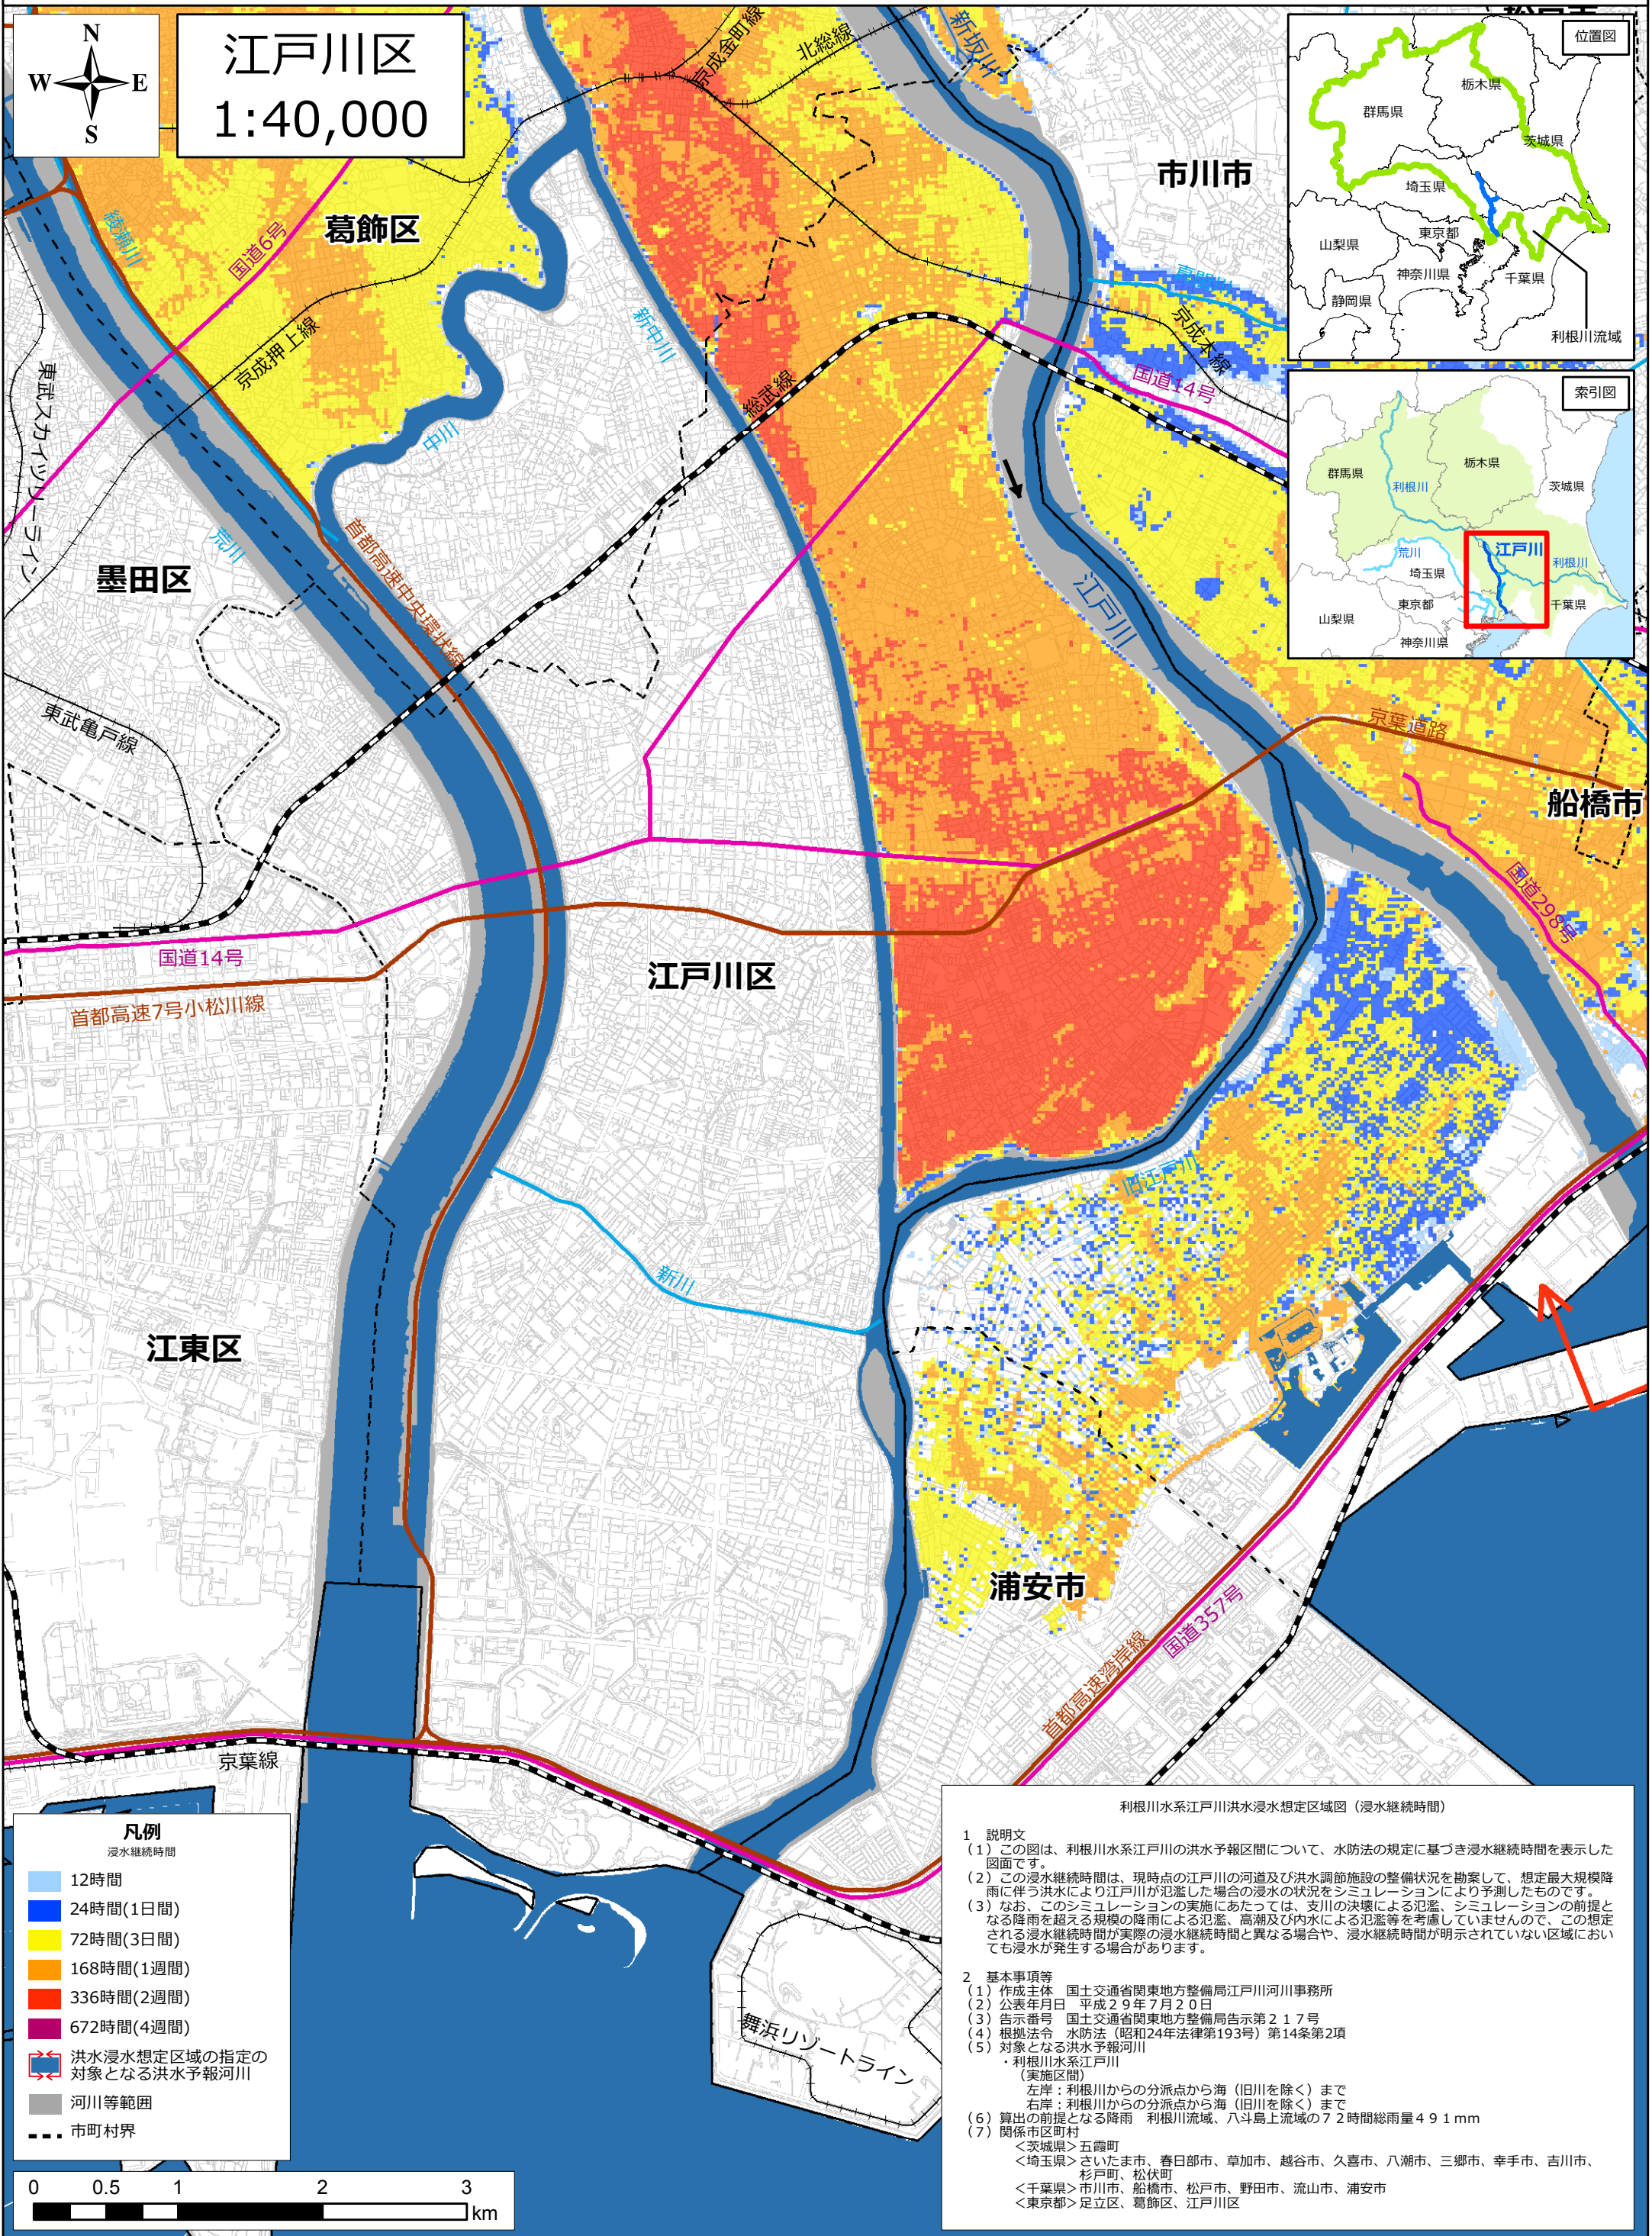 N
W E
S
江戸川区
1:40,000
新坂川
京成金町線
北総線
市川市
葛飾区
綾瀬川
国道6号
京成押上線
東武スカイツリーライン
新中川
総武線
中川
真間川
京成本線
国道14号
墨田区
荒川
首都高速中央環状線
江戸川
東武亀戸線
京葉道路
船橋市
国道298号
国道14号
首都高速7号小松川線
江戸川区
旧江戸川
新川
江東区
浦安市
首都高速湾岸線
国道357号
京葉線
舞浜リゾートライン
位置図
栃木県
群馬県
茨城県
埼玉県
東京都
山梨県
神奈川県
千葉県
静岡県
利根川流域
索引図
栃木県
群馬県
茨城県
利根川
江戸川
荒川
利根川
埼玉県
東京都
千葉県
山梨県
神奈川県
凡例
浸水継続時間
12時間
24時間(1日間)
72時間(3日間)
168時間(1週間)
336時間(2週間)
672時間(4週間)
洪水浸水想定区域の指定の
対象となる洪水予報河川
河川等範囲
市町村界
0 0.5 1 2 3
km
利根川水系江戸川洪水浸水想定区域図（浸水継続時間）
1 説明文
（1）この図は、利根川水系江戸川の洪水予報区間について、水防法の規定に基づき浸水継続時間を表示した
図面です。
（2）この浸水継続時間は、現時点の江戸川の河道及び洪水調節施設の整備状況を勘案して、想定最大規模降
雨に伴う洪水により江戸川が氾濫した場合の浸水の状況をシミュレーションにより予測したものです。
（3）なお、このシミュレーションの実施にあたっては、支川の決壊による氾濫、シミュレーションの前提と
なる降雨を超える規模の降雨による氾濫、高潮及び内水による氾濫等を考慮していませんので、この想定
される浸水継続時間が実際の浸水継続時間と異なる場合や、浸水継続時間が明示されていない区域におい
ても浸水が発生する場合があります。
2 基本事項等
（1）作成主体 国土交通省関東地方整備局江戸川河川事務所
（2）公表年月日 平成２９年７月２０日
（3）告示番号 国土交通省関東地方整備局告示第２１７号
（4）根拠法令 水防法（昭和24年法律第193号）第14条第2項
（5）対象となる洪水予報河川
・利根川水系江戸川
（実施区間）
左岸：利根川からの分派点から海（旧川を除く）まで
右岸：利根川からの分派点から海（旧川を除く）まで
（6）算出の前提となる降雨 利根川流域、八斗島上流域の７２時間総雨量４９１mm
（7）関係市区町村
＜茨城県＞五霞町
＜埼玉県＞さいたま市、春日部市、草加市、越谷市、久喜市、八潮市、三郷市、幸手市、吉川市、
杉戸町、松伏町
＜千葉県＞市川市、船橋市、松戸市、野田市、流山市、浦安市
＜東京都＞足立区、葛飾区、江戸川区